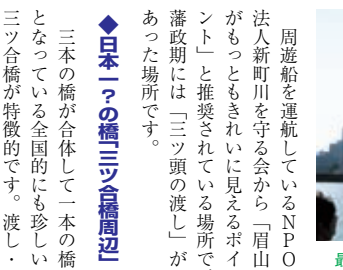 最
周遊船を運航しているＮＰＯ
法人新町川を守る会から「眉山
がもっともきれいに見えるポイ
ント」と推奨されている場所で、
藩政期には「三ツ頭の渡し」が
あった場所です。
◆日本一？の橋「三ツ合橋周辺」
三本の橋が合体して一本の橋
となっている全国的にも珍しい
三ツ合橋が特徴的です。渡し・